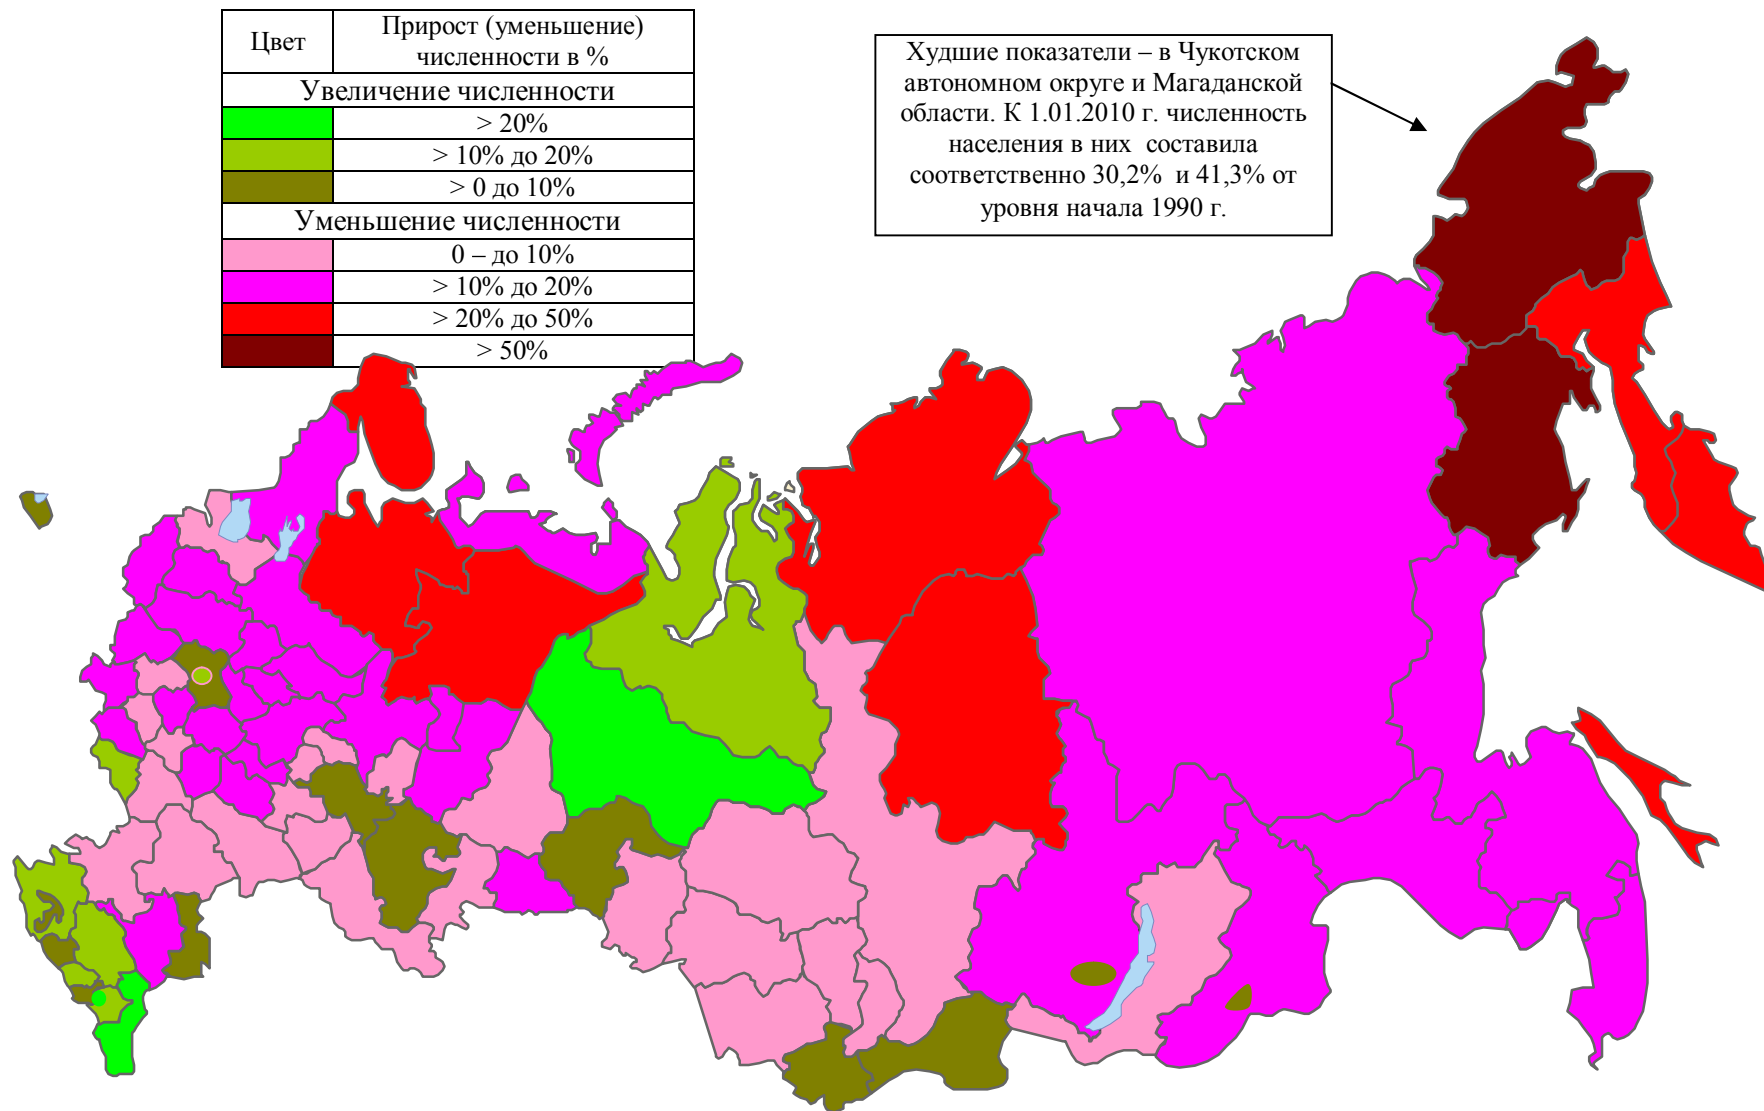 Цвет
Прирост (уменьшение)
численности в %
Увеличение численности
> 20%
> 10% до 20%
> 0 до 10%
Уменьшение численности
0 – до 10%
> 10% до 20%
> 20% до 50%
> 50%
Худшие показатели – в Чукотском
автономном округе и Магаданской
области. К 1.01.2010 г. численность
населения в них составила
соответственно 30,2% и 41,3% от
уровня начала 1990 г.